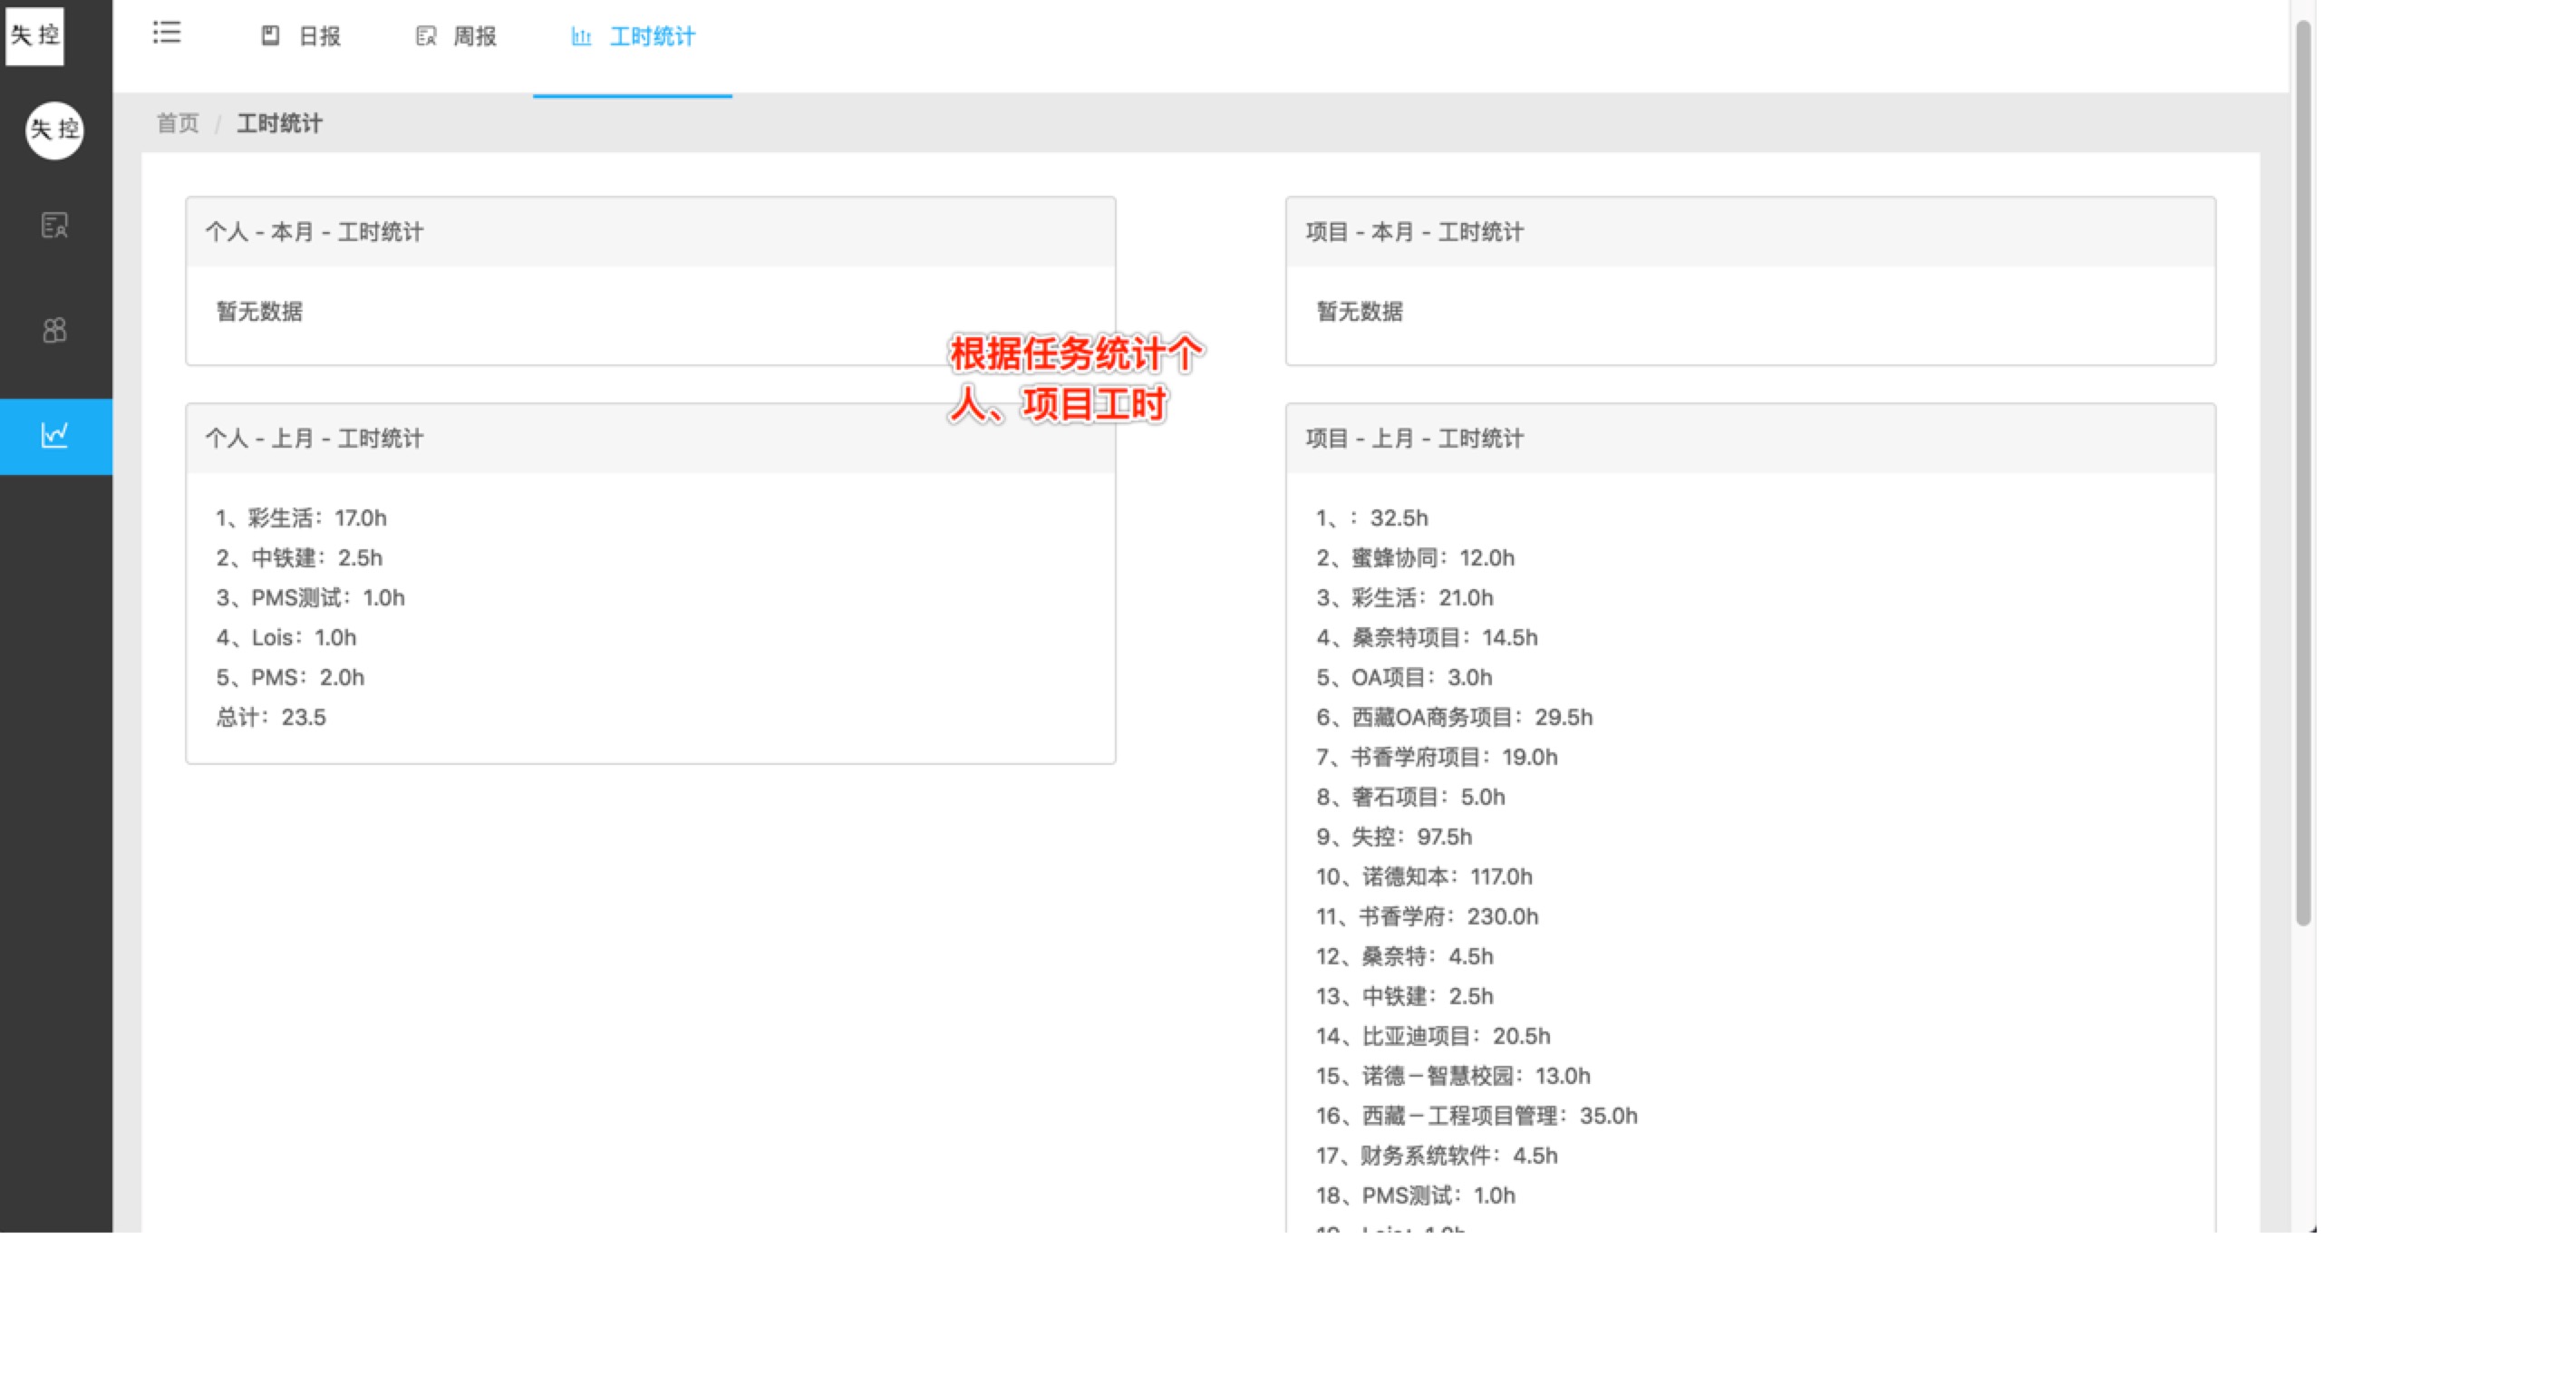 失 控
日报
周报
工时统计
失 控
首页 / 工时统计
个人 - 本月 - 工时统计
暂无数据
项目 - 本月 - 工时统计
暂无数据
根据任务统计个
人、项目工时
个人 - 上月 - 工时统计
1、彩生活：17.0h
2、中铁建：2.5h
3、PMS测试：1.0h
4、Lois：1.0h
5、PMS：2.0h
总计：23.5
项目 - 上月 - 工时统计
1、：32.5h
2、蜜蜂协同：12.0h
3、彩生活：21.0h
4、桑奈特项目：14.5h
5、OA项目：3.0h
6、西藏OA商务项目：29.5h
7、书香学府项目：19.0h
8、奢石项目：5.0h
9、失控：97.5h
10、诺德知本：117.0h
11、书香学府：230.0h
12、桑奈特：4.5h
13、中铁建：2.5h
14、比亚迪项目：20.5h
15、诺德－智慧校园：13.0h
16、西藏－工程项目管理：35.0h
17、财务系统软件：4.5h
18、PMS测试：1.0h